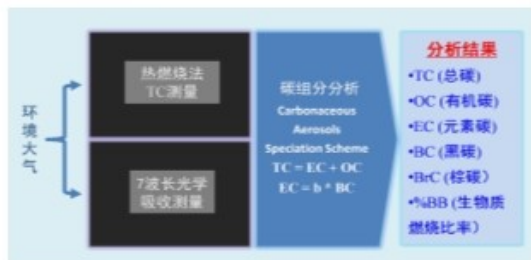 环境大气
热燃烧法
TC测量
7波长光学
吸收测量
碳组分分析
Carbonaceous
Aerosols
Speciation Scheme
TC = EC + OC
EC = b * BC
分析结果
•TC (总碳)
•OC (有机碳)
•EC (元素碳)
•BC (黑碳)
•BrC (棕碳）
•%BB (生物质
燃烧比率）